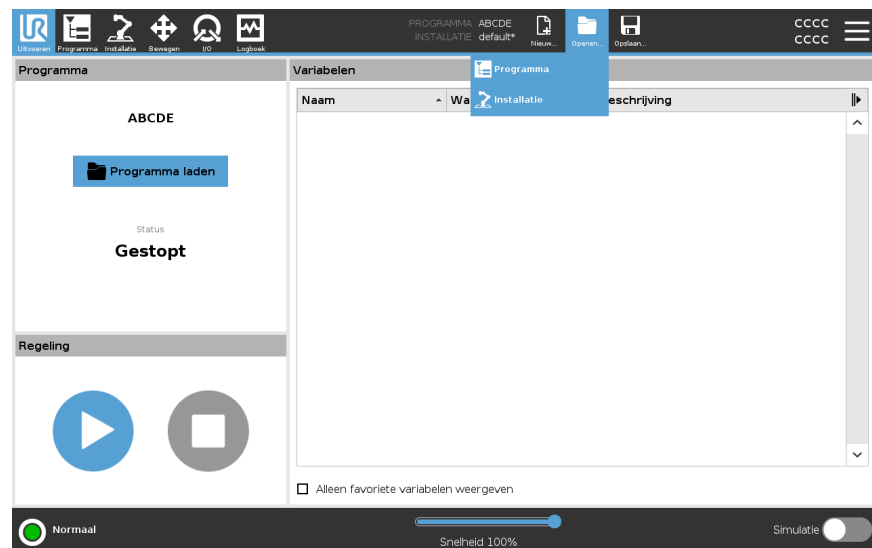 UR
PROGRAMMA ABCDE
INSTALLATIE default*
CCCC
CCCC
Uitvoeren Programma Installatie Bewegen I/O Logboek Nieuw... Openen... Opslaan...
Programma
Variabelen
Programma
Installatie
Naam
Wa
eschrijving
ABCDE
Programma laden
Status
Gestopt
Regeling
Alleen favoriete variabelen weergeven
Normaal
Snelheid 100%
Simulatie